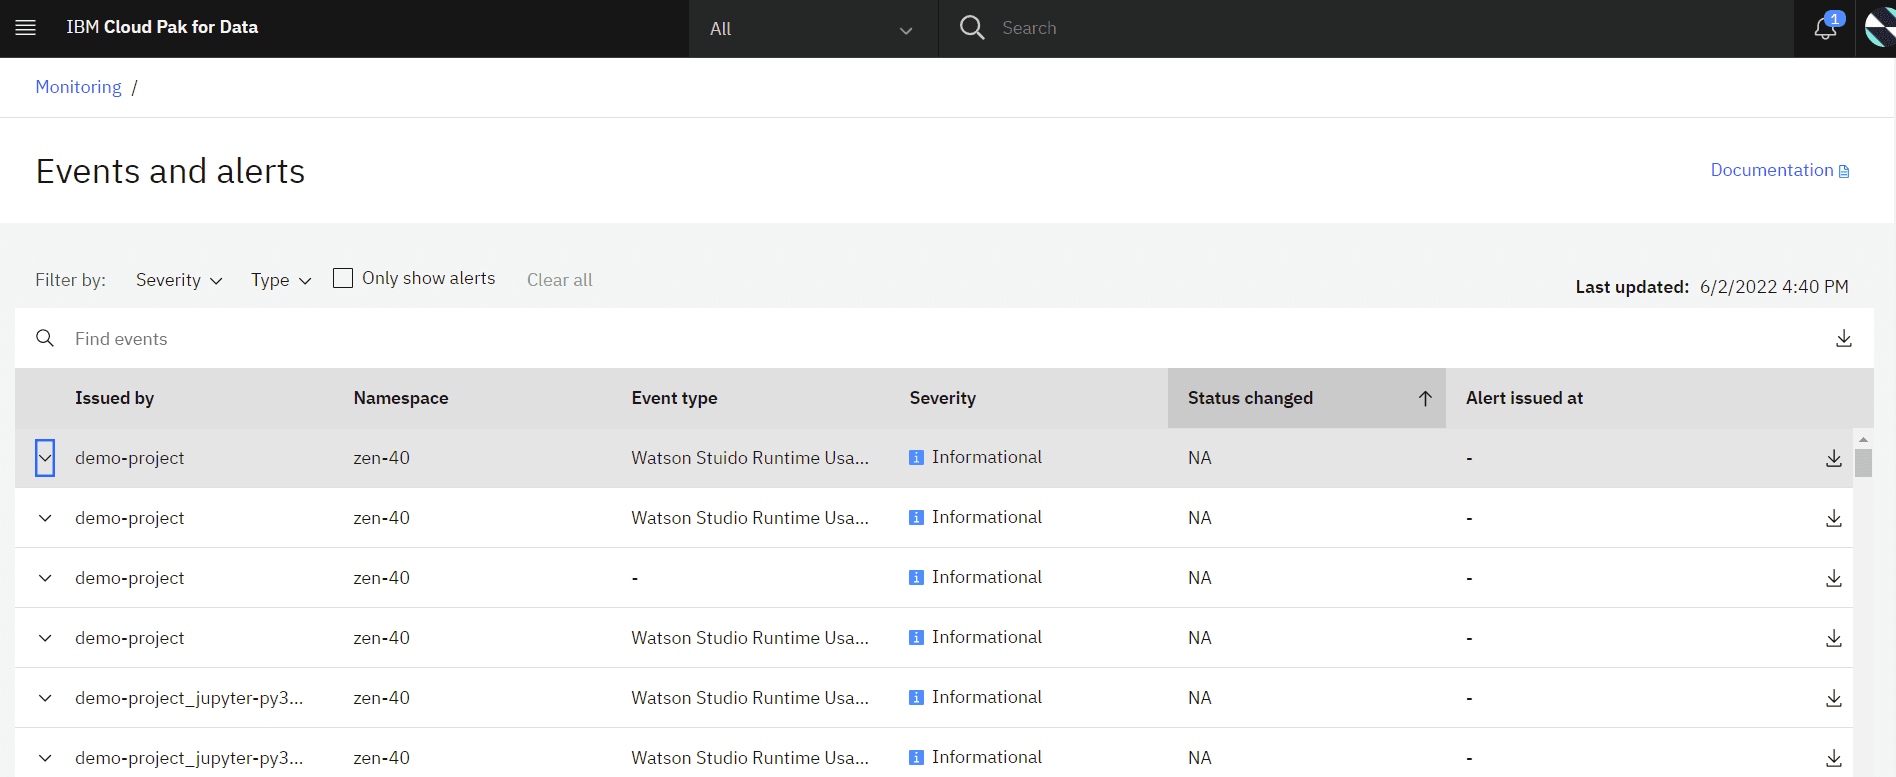 IBM Cloud Pak for Data All Search 1
Monitoring /
Events and alerts Documentation
Filter by: Severity Type Only show alerts Clear all Last updated: 6/2/2022 4:40 PM
Find events
Issued by Namespace Event type Severity Status changed Alert issued at
demo-project zen-40 Watson Stuido Runtime Usa... Informational NA -
demo-project zen-40 Watson Studio Runtime Usa... Informational NA -
demo-project zen-40 - Informational NA -
demo-project zen-40 Watson Studio Runtime Usa... Informational NA -
demo-project_jupyter-py3... zen-40 Watson Studio Runtime Usa... Informational NA -
demo-project_jupyter-py3... zen-40 Watson Studio Runtime Usa... Informational NA -